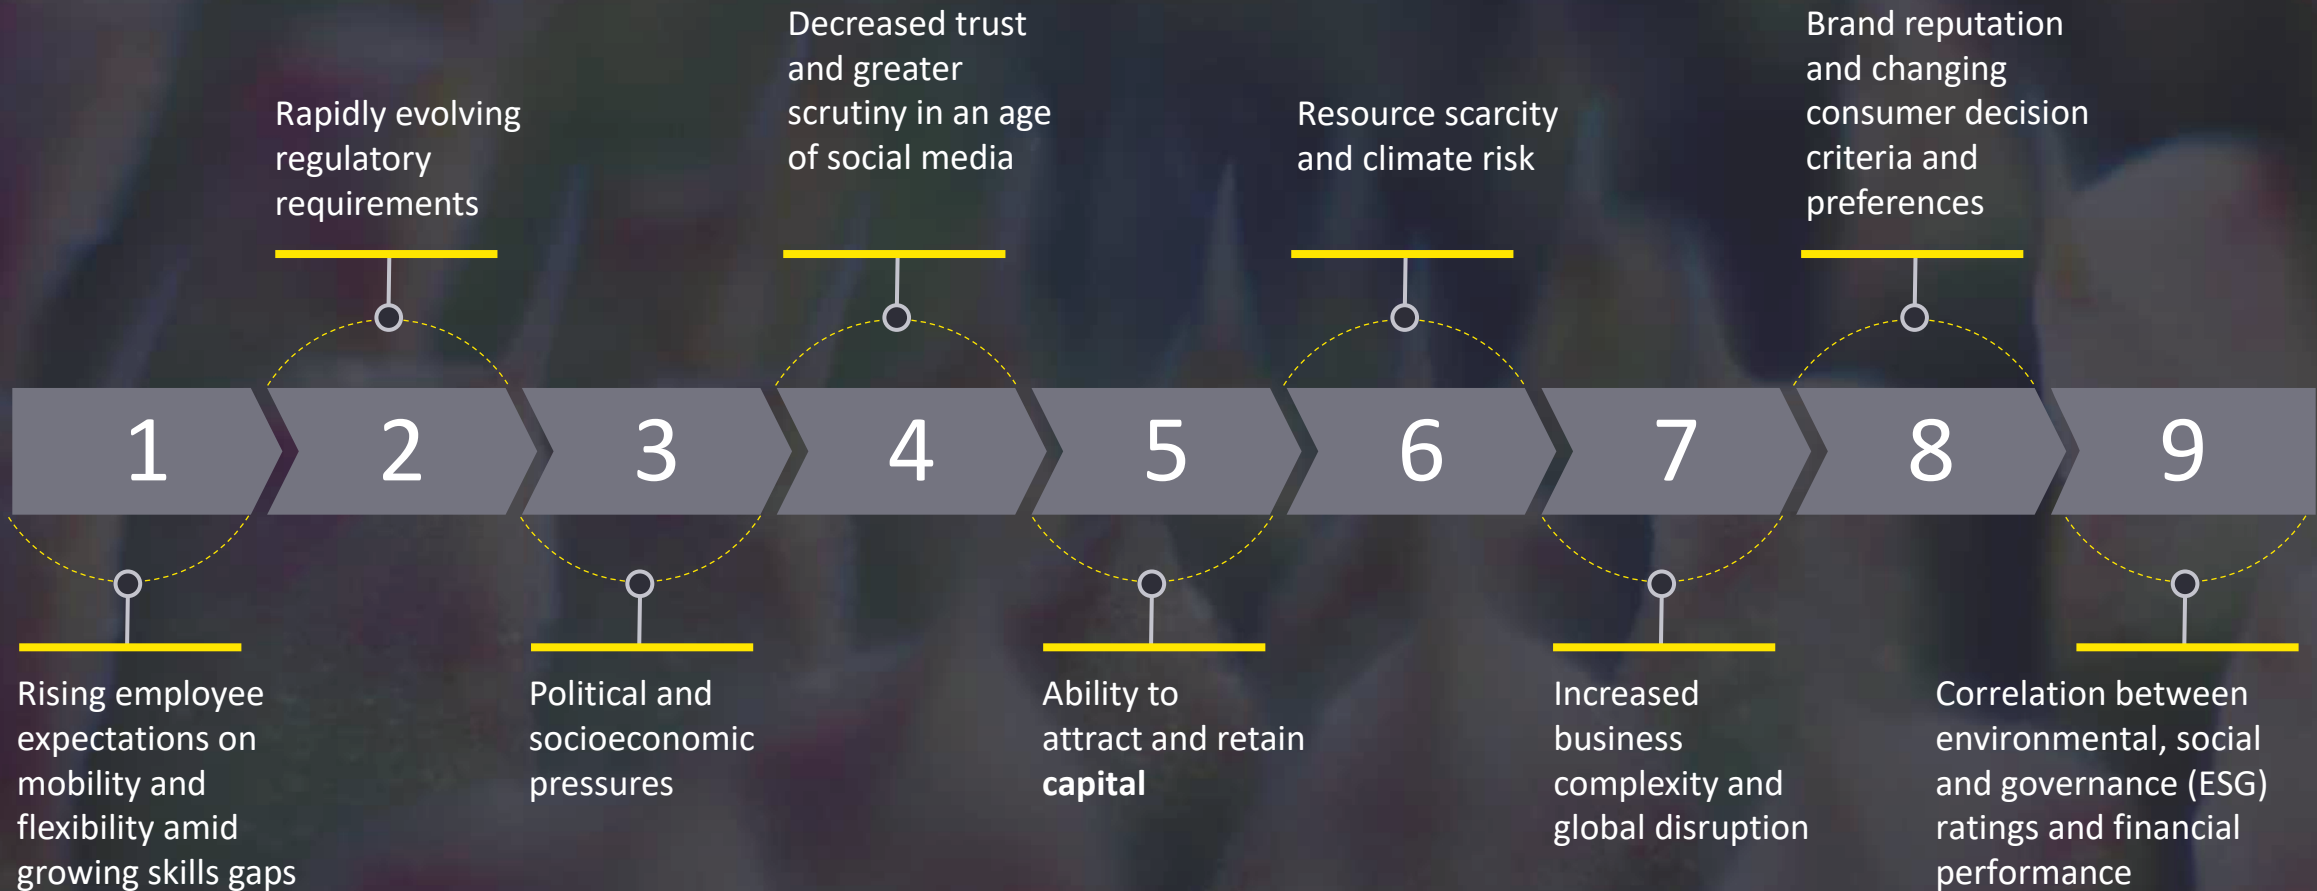 1
Rising employee
expectations on
mobility and
flexibility amid
growing skills gaps
2
Rapidly evolving
regulatory
requirements
3
Political and
socioeconomic
pressures
4
Decreased trust
and greater
scrutiny in an age
of social media
5
Ability to
attract and retain
capital
6
Resource scarcity
and climate risk
7
Increased
business
complexity and
global disruption
8
Brand reputation
and changing
consumer decision
criteria and
preferences
9
Correlation between
environmental, social
and governance (ESG)
ratings and financial
performance